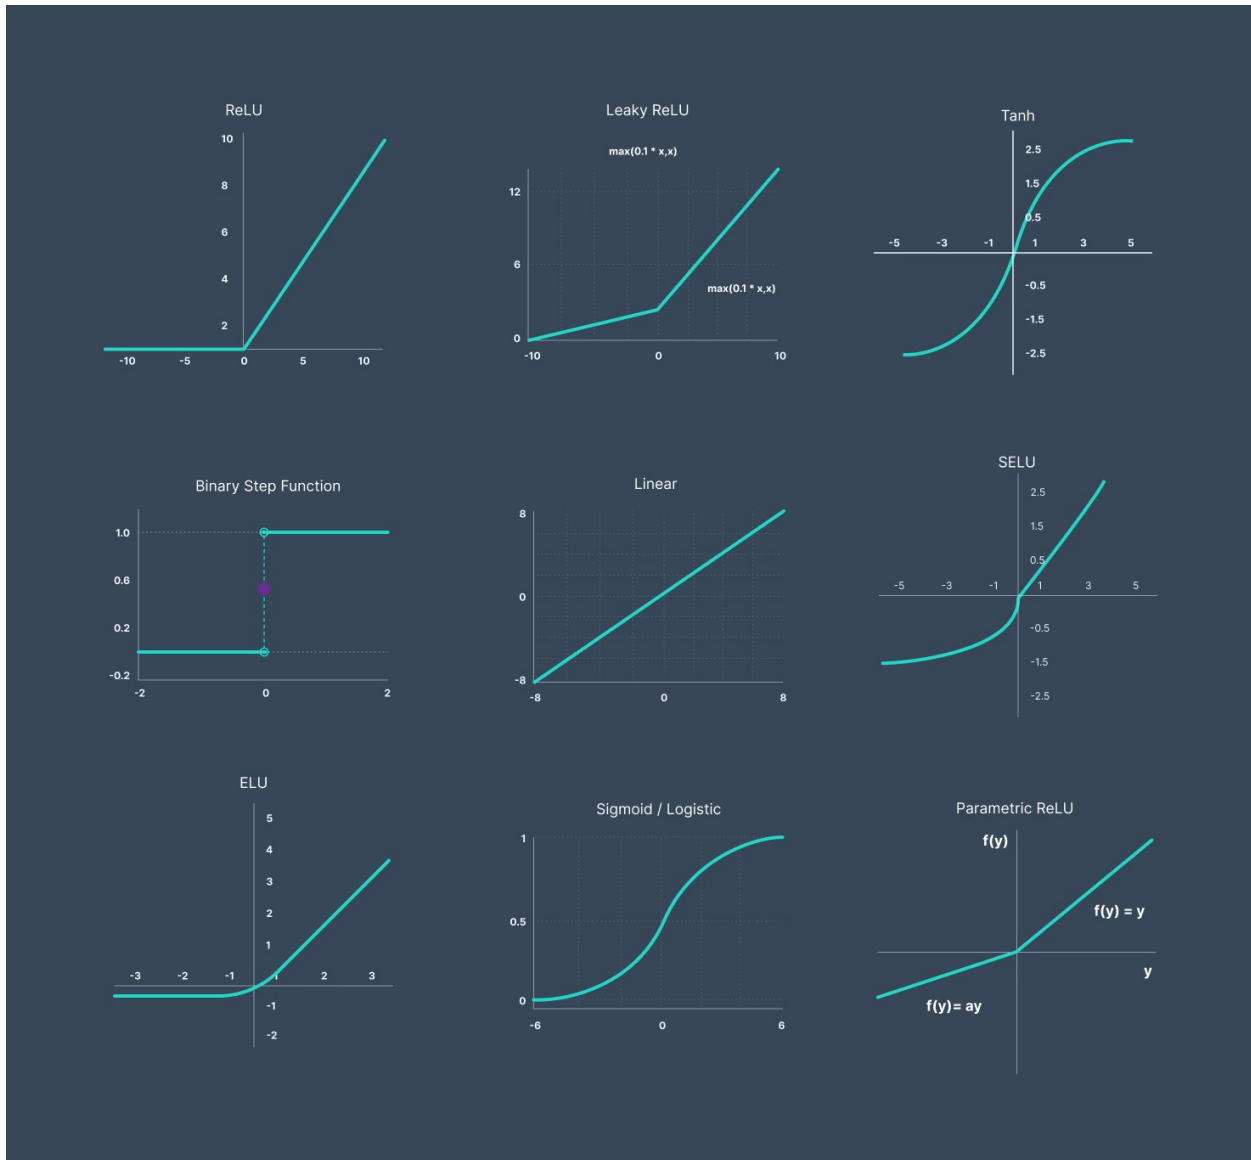 ReLU
10
8
6
4
2
-10 -5 0 5 10
Leaky ReLU
max(0.1 * x,x)
12
6
max(0.1 * x,x)
0
-10 0 10
Tanh
2.5
1.5
0.5
-5 -3 -1 1 3 5
-0.5
-1.5
-2.5
Binary Step Function
1.0
0.6
0.2
-0.2
-2 0 2
Linear
8
0
-8
-8 0 8
SELU
2.5
1.5
0.5
-5 -3 -1 1 3 5
-0.5
-1.5
-2.5
ELU
5
4
3
2
1
-3 -2 -1 1 2 3
-1
-2
Sigmoid / Logistic
1
0.5
0
-6 0 6
Parametric ReLU
f(y)
f(y) = y
y
f(y)= ay